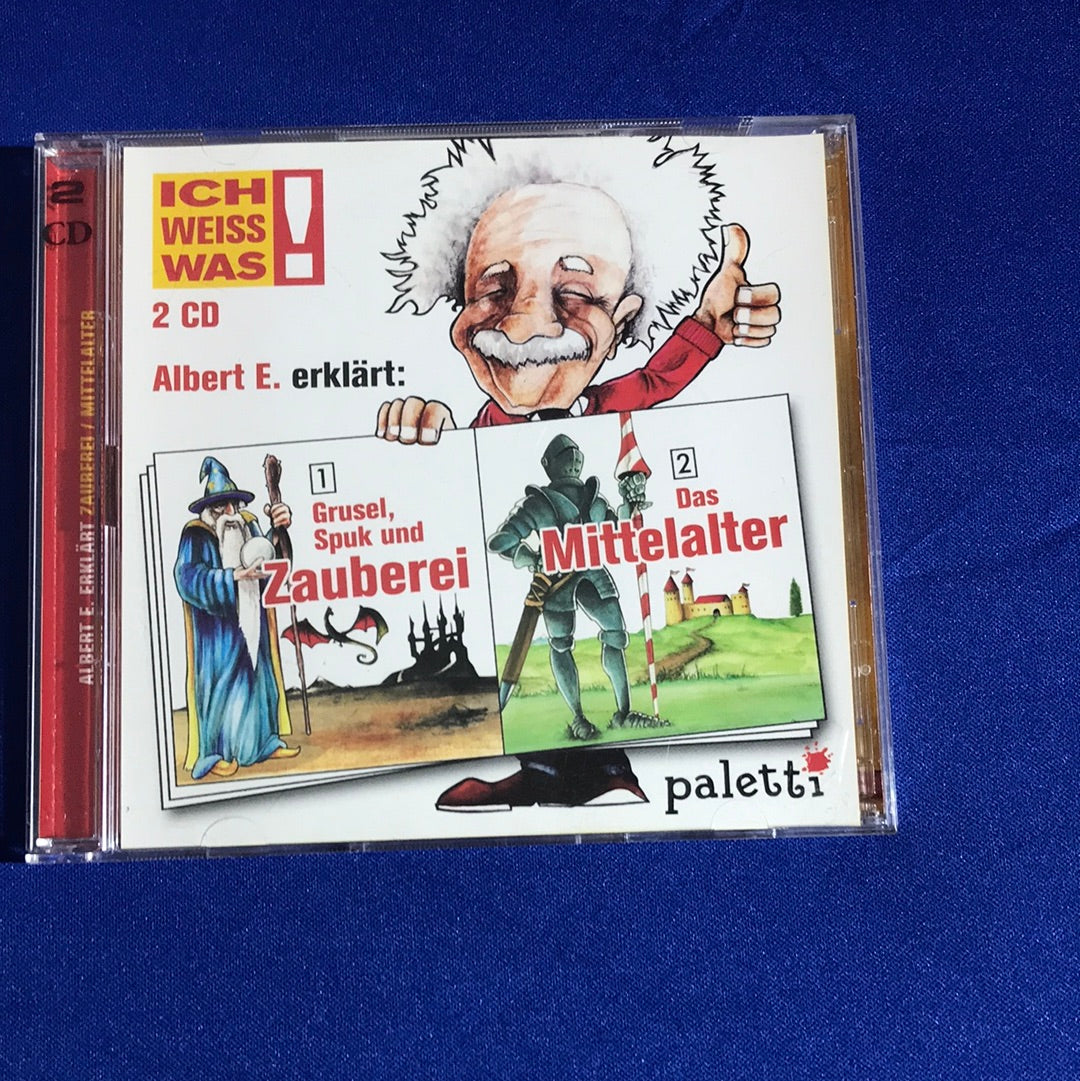 2
CD
ALBERT E. ERKLÄRT ZAUBEREI / MITTELALTER
ICH
WEISS
WAS
!
2 CD
Albert E. erklärt:
1
Grusel,
Spuk und
Zauberei
2
Das
Mittelalter
paletti